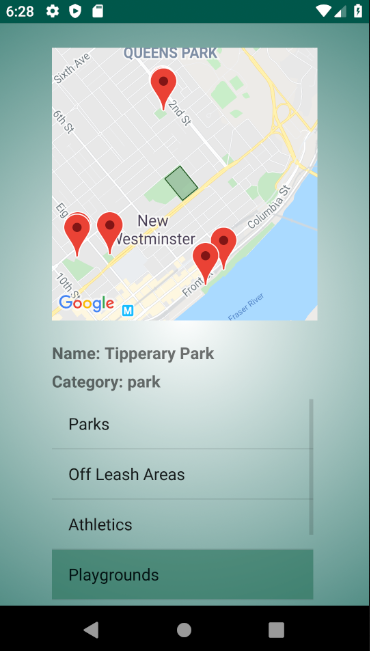 6:28
QUEENS PARK
Sixth Ave
2nd St
6th St
Columbia St
Eig
New
Westminster
10th St
Front
Google
M
Fraser River
Name: Tipperary Park
Category: park
Parks
Off Leash Areas
Athletics
Playgrounds